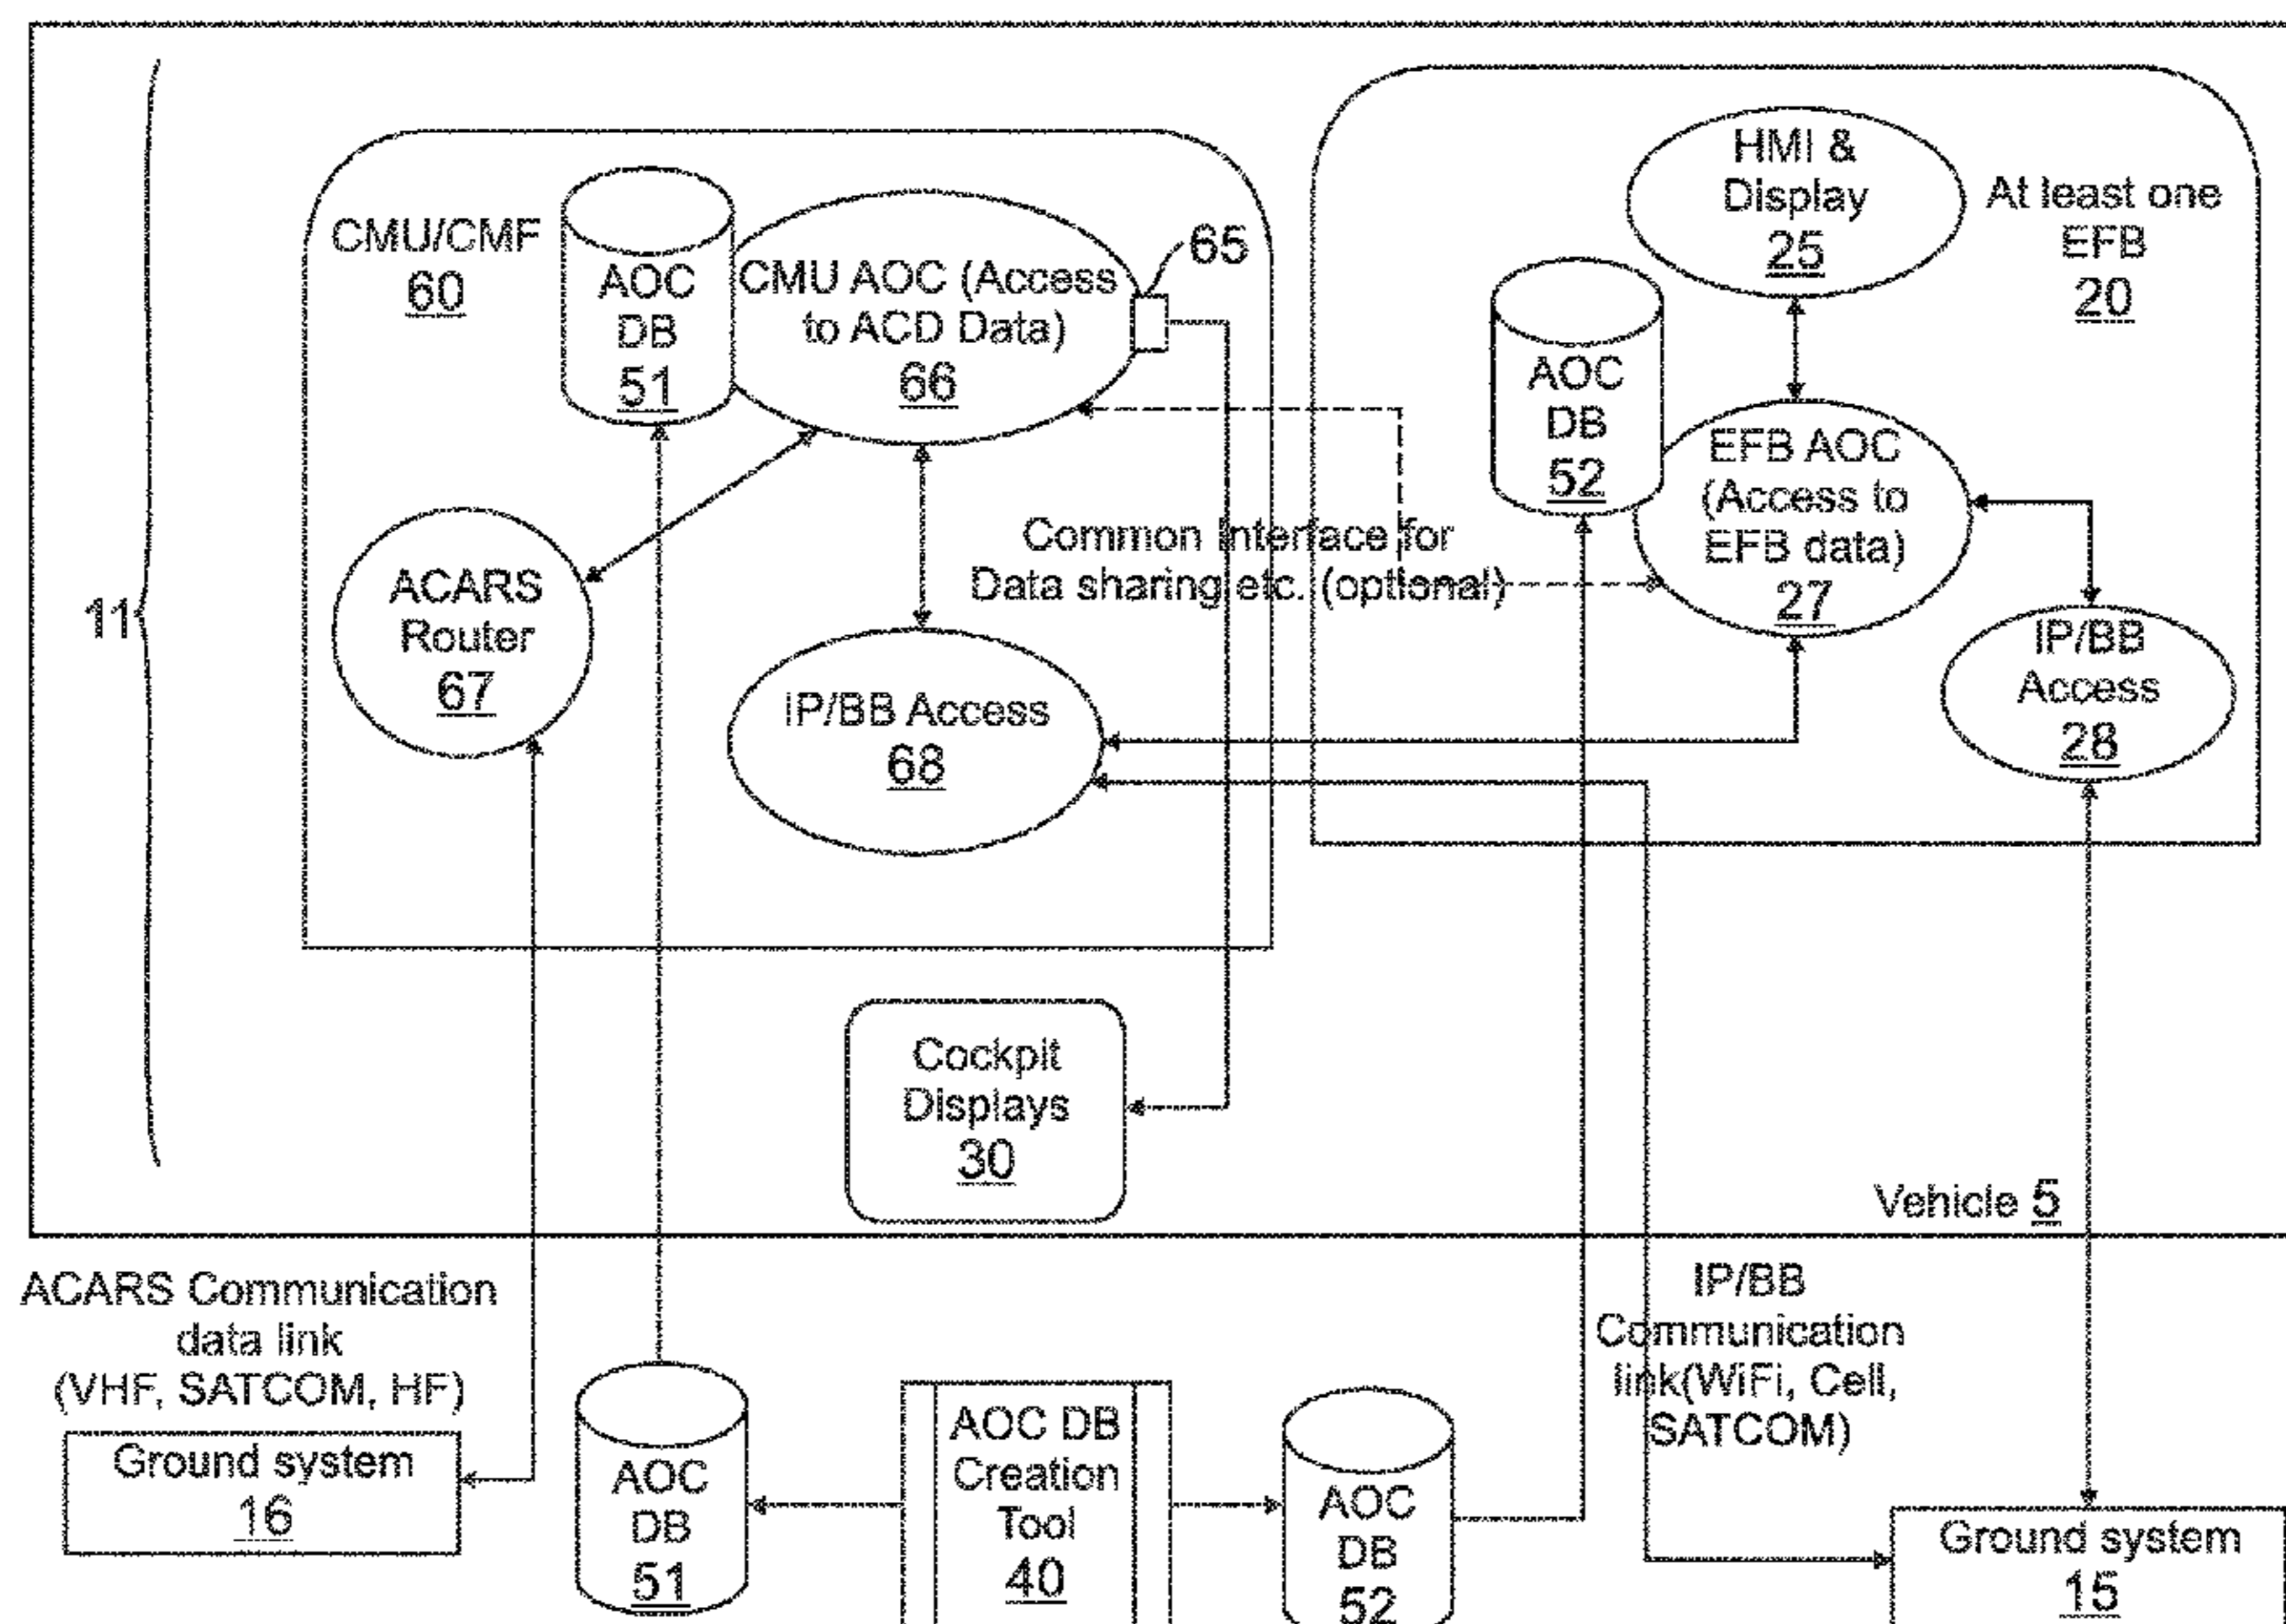 11
CMU/CMF
60
AOC
DB
51
CMU AOC (Access
to ACD Data)
66
65
ACARS
Router
67
IP/BB Access
68
Common Interface for
Data sharing etc. (optional)
HMI &
Display
25
At least one
EFB
20
AOC
DB
52
EFB AOC
(Access to
EFB data)
27
IP/BB
Access
28
Cockpit
Displays
30
Vehicle 5
ACARS Communication
data link
(VHF, SATCOM, HF)
Ground system
16
AOC
DB
51
AOC DB
Creation
Tool
40
AOC
DB
52
IP/BB
Communication
link(WiFi, Cell,
SATCOM)
Ground system
15